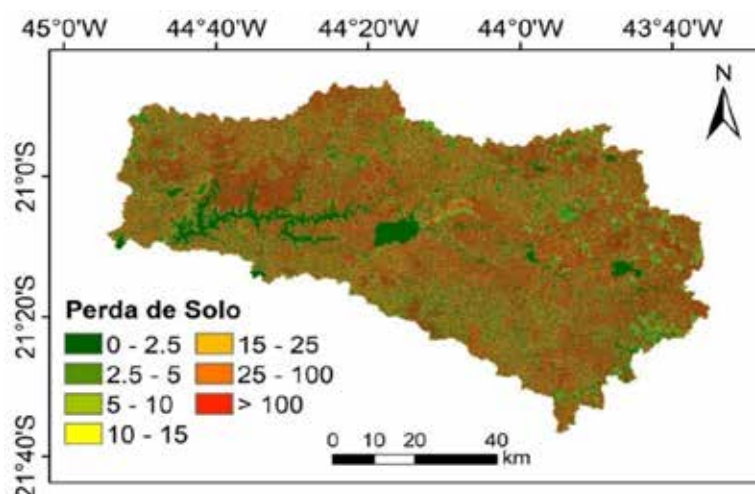 45°0'W 44°40'W 44°20'W 44°0'W 43°40'W
N
21°0'S
21°20'S
21°40'S
Perda de Solo
0 - 2.5 15 - 25
2.5 - 5 25 - 100
5 - 10 > 100
10 - 15
0 10 20 40
km